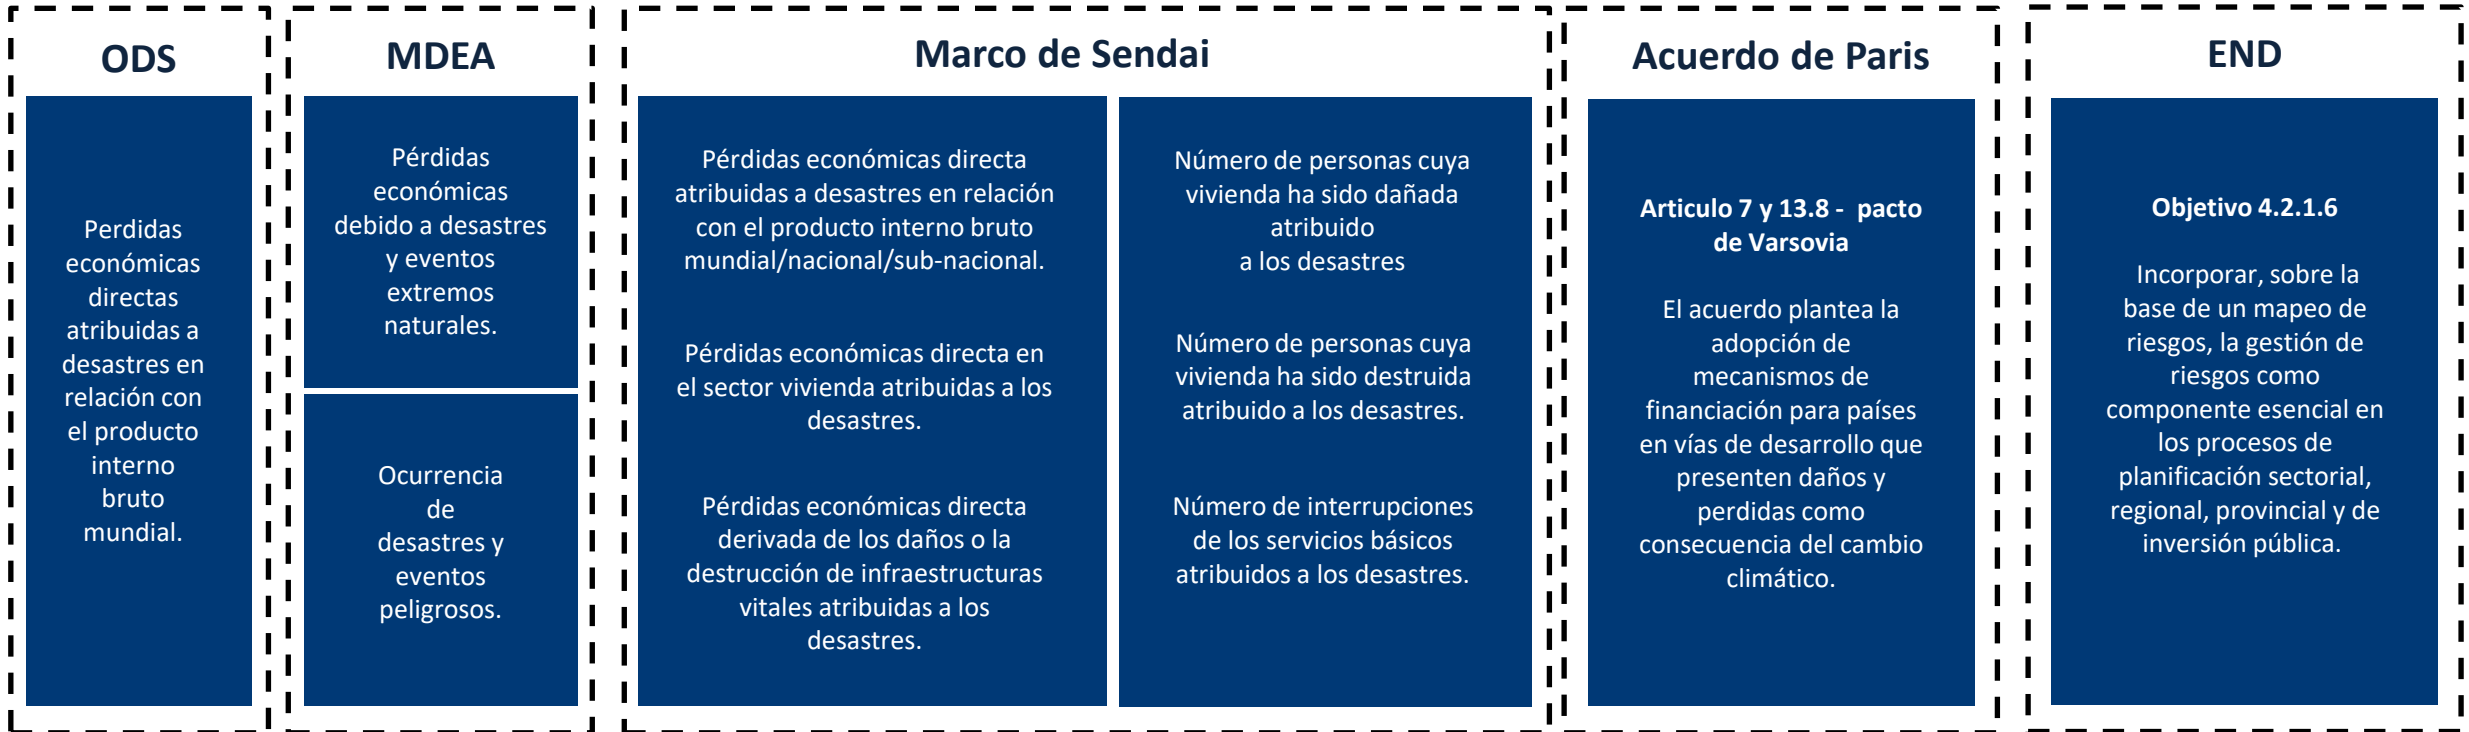 ODS
Perdidas
económicas
directas
atribuidas a
desastres en
relación con
el producto
interno
bruto
mundial.
MDEA
Pérdidas
económicas
debido a desastres
y eventos
extremos
naturales.
Ocurrencia
de
desastres y
eventos
peligrosos.
Marco de Sendai
Pérdidas económicas directa
atribuidas a desastres en relación
con el producto interno bruto
mundial/nacional/sub-nacional.
Pérdidas económicas directa en
el sector vivienda atribuidas a los
desastres.
Pérdidas económicas directa
derivada de los daños o la
destrucción de infraestructuras
vitales atribuidas a los
desastres.
Número de personas cuya
vivienda ha sido dañada
atribuido
a los desastres
Número de personas cuya
vivienda ha sido destruida
atribuido a los desastres.
Número de interrupciones
de los servicios básicos
atribuidos a los desastres.
Acuerdo de Paris
Articulo 7 y 13.8 - pacto
de Varsovia
El acuerdo plantea la
adopción de
mecanismos de
financiación para países
en vías de desarrollo que
presenten daños y
perdidas como
consecuencia del cambio
climático.
END
Objetivo 4.2.1.6
Incorporar, sobre la
base de un mapeo de
riesgos, la gestión de
riesgos como
componente esencial en
los procesos de
planificación sectorial,
regional, provincial y de
inversión pública.